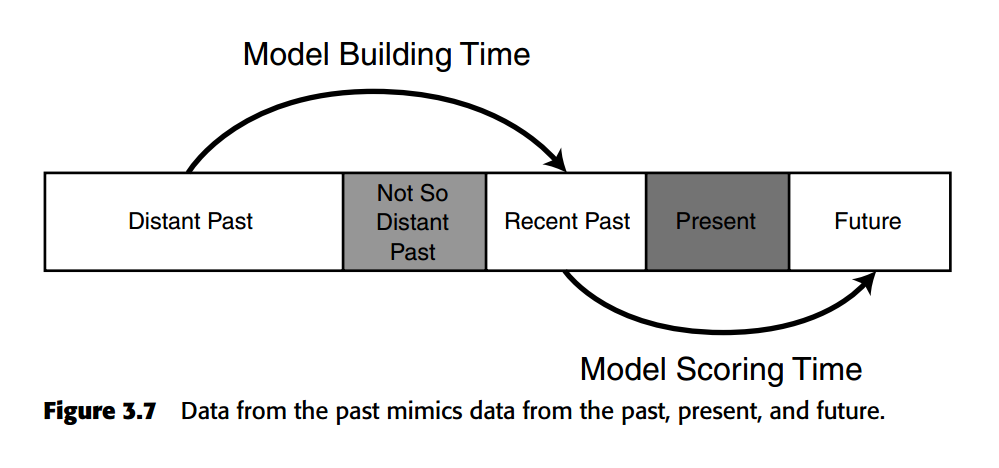 Model Building Time
Distant Past
Not So
Distant
Past
Recent Past
Present
Future
Model Scoring Time
Figure 3.7 Data from the past mimics data from the past, present, and future.